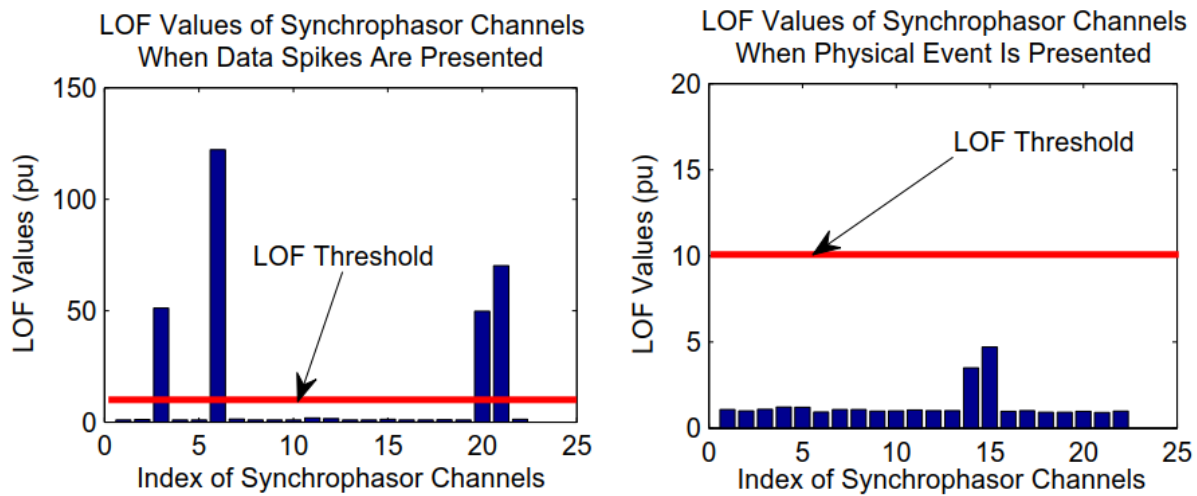 LOF Values of Synchrophasor Channels
When Data Spikes Are Presented
150
100
50
0
LOF Values (pu)
LOF Threshold
0 5 10 15 20 25
Index of Synchrophasor Channels
LOF Values of Synchrophasor Channels
When Physical Event Is Presented
20
15
10
5
0
LOF Values (pu)
LOF Threshold
0 5 10 15 20 25
Index of Synchrophasor Channels